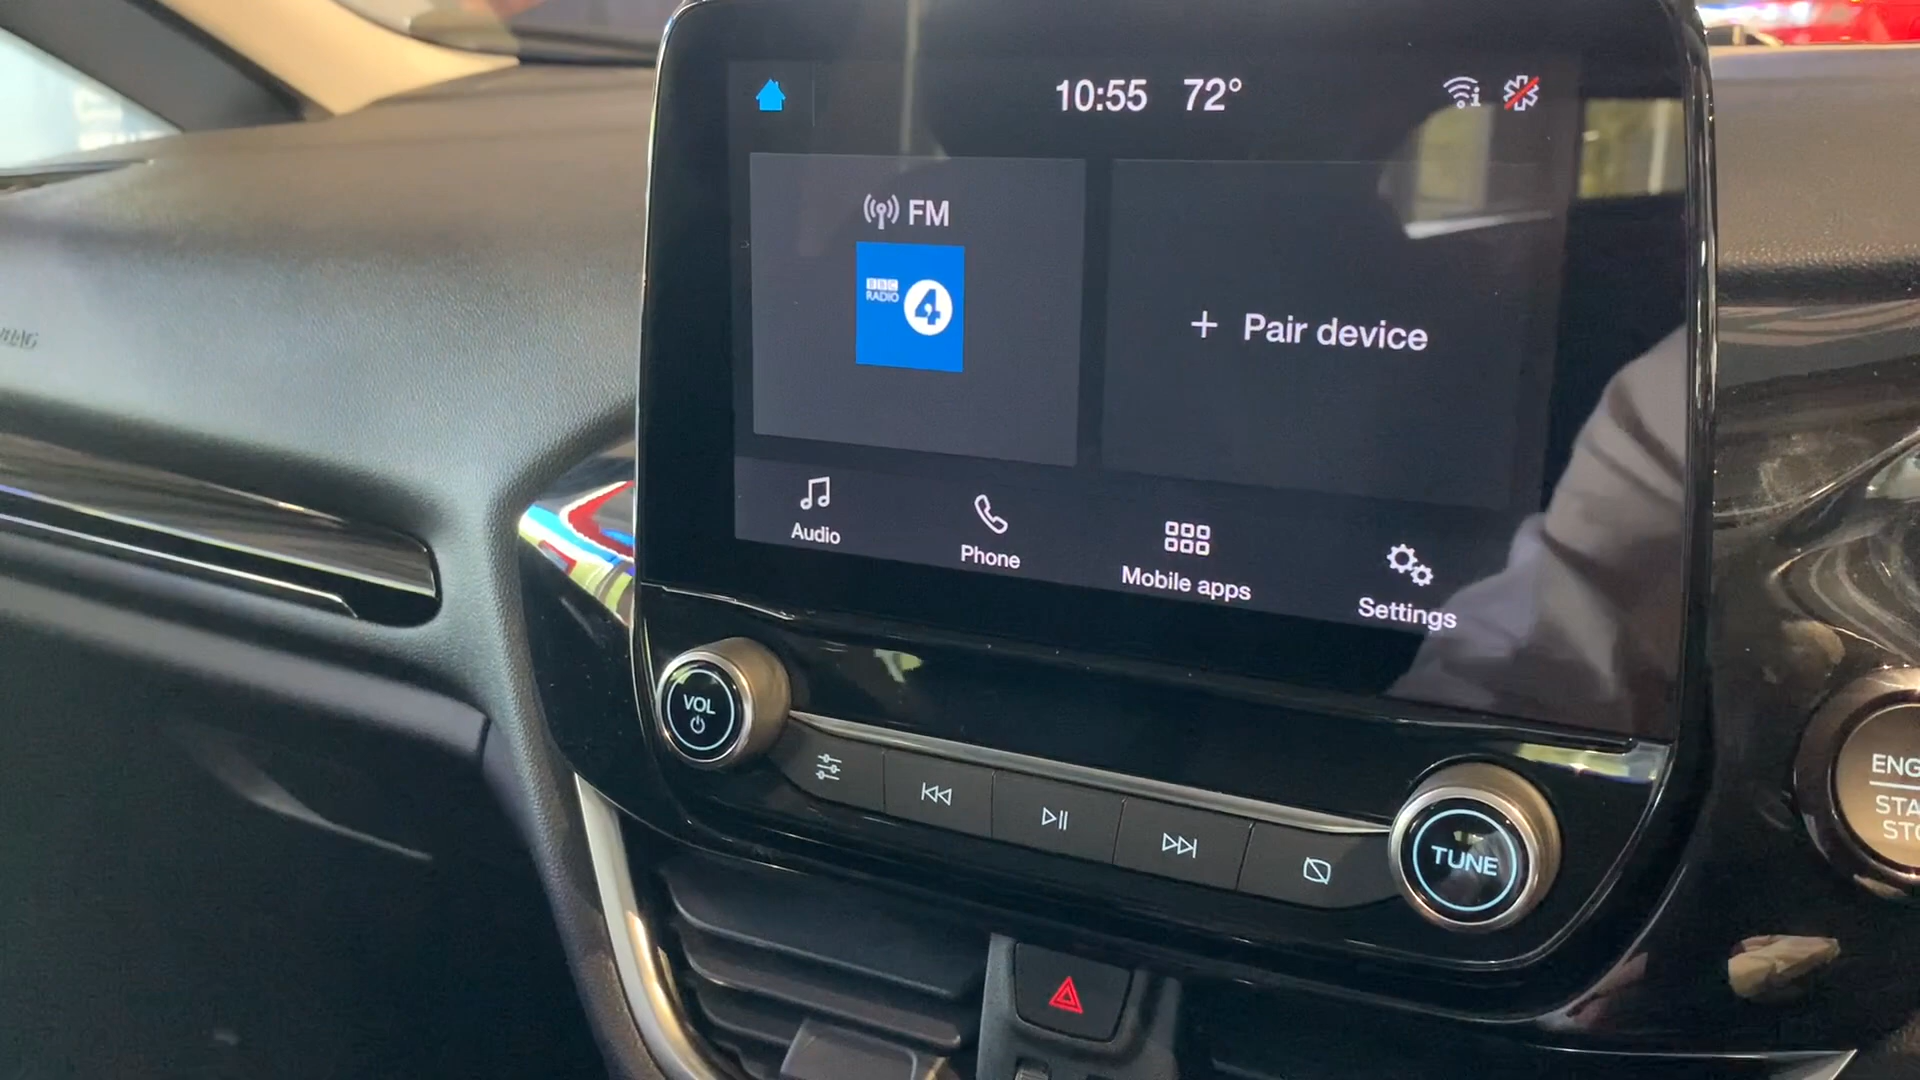 10:55 72°
FM
BBC
RADIO
4
+ Pair device
Audio
Phone
Mobile apps
Settings
VOL
TUNE